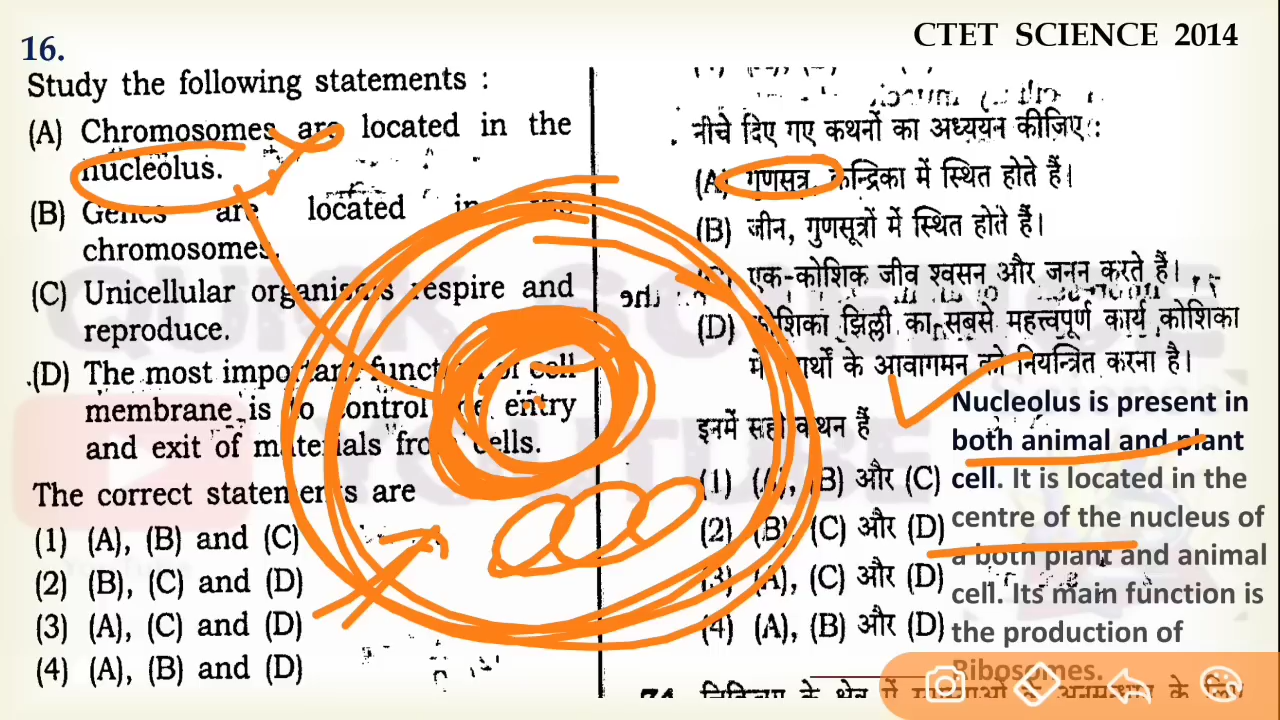 CTET SCIENCE 2014
16.
Study the following statements :
(A) Chromosomes are located in the
nucleolus.
(B) Genes are located in the
chromosomes.
(C) Unicellular organisms respire and
reproduce.
(D) The most important function of cell
membrane is to control the entry
and exit of materials from cells.
The correct statements are
(1) (A), (B) and (C)
(2) (B), (C) and (D)
(3) (A), (C) and (D)
(4) (A), (B) and (D)
नीचे दिए गए कथनों का अध्ययन कीजिए :
(A) गुणसूत्र, केन्द्रिका में स्थित होते हैं।
(B) जीन, गुणसूत्रों में स्थित होते हैं।
(C) एक-कोशिक जीव श्वसन और जनन करते हैं।
(D) कोशिका झिल्ली का सबसे महत्त्वपूर्ण कार्य कोशिका
में पदार्थों के आवागमन को नियन्त्रित करना है।
इनमें सही कथन हैं
(1) (A), (B) और (C)
(2) (B), (C) और (D)
(3) (A), (C) और (D)
(4) (A), (B) और (D)
Nucleolus is present in
both animal and plant
cell. It is located in the
centre of the nucleus of
a both plant and animal
cell. Its main function is
the production of
Ribosomes.
QUICK SCIENCE
YOUTUBE